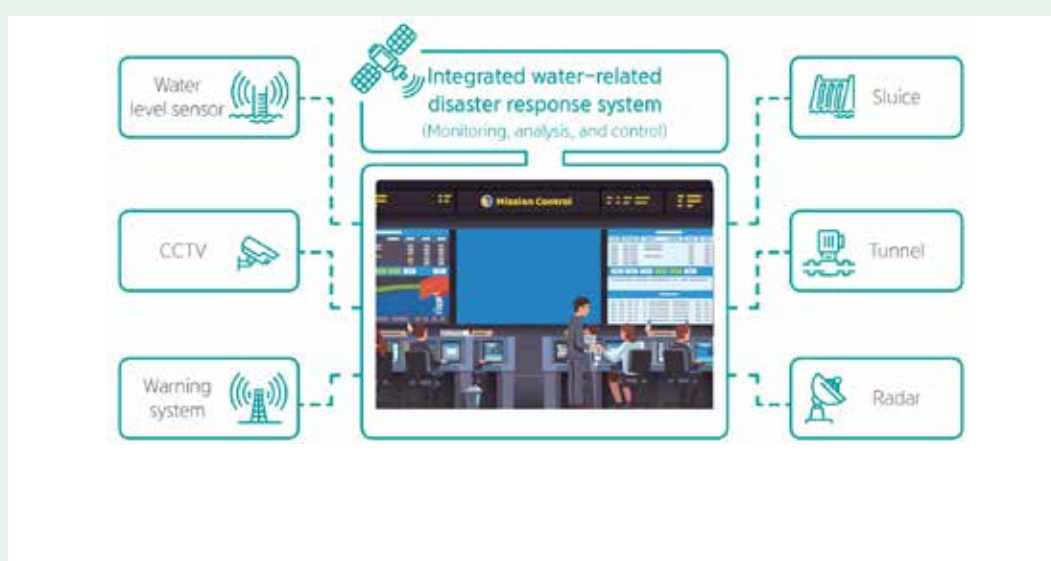 Water
level sensor
CCTV
Warning
system
Integrated water-related
disaster response system
(Monitoring, analysis, and control)
Mission Control
Sluice
Tunnel
Radar